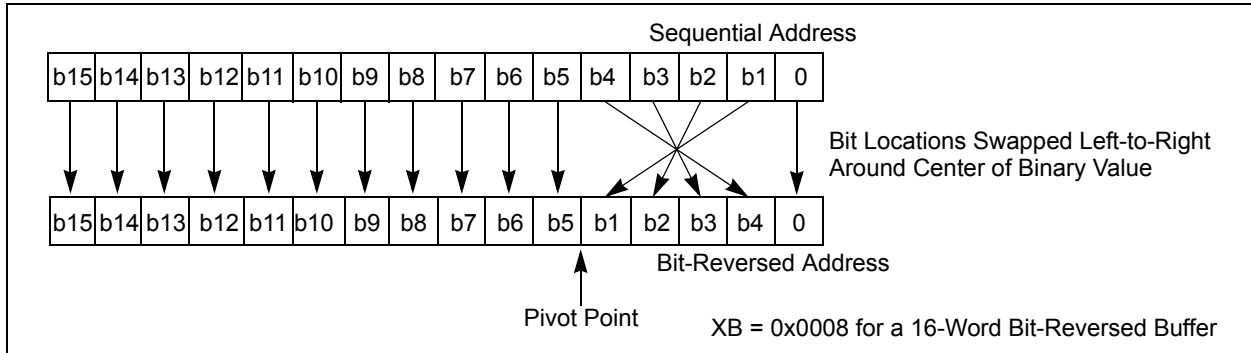 Sequential Address
b15 b14 b13 b12 b11 b10 b9 b8 b7 b6 b5 b4 b3 b2 b1 0
Bit Locations Swapped Left-to-Right
Around Center of Binary Value
b15 b14 b13 b12 b11 b10 b9 b8 b7 b6 b5 b1 b2 b3 b4 0
Bit-Reversed Address
Pivot Point
XB = 0x0008 for a 16-Word Bit-Reversed Buffer